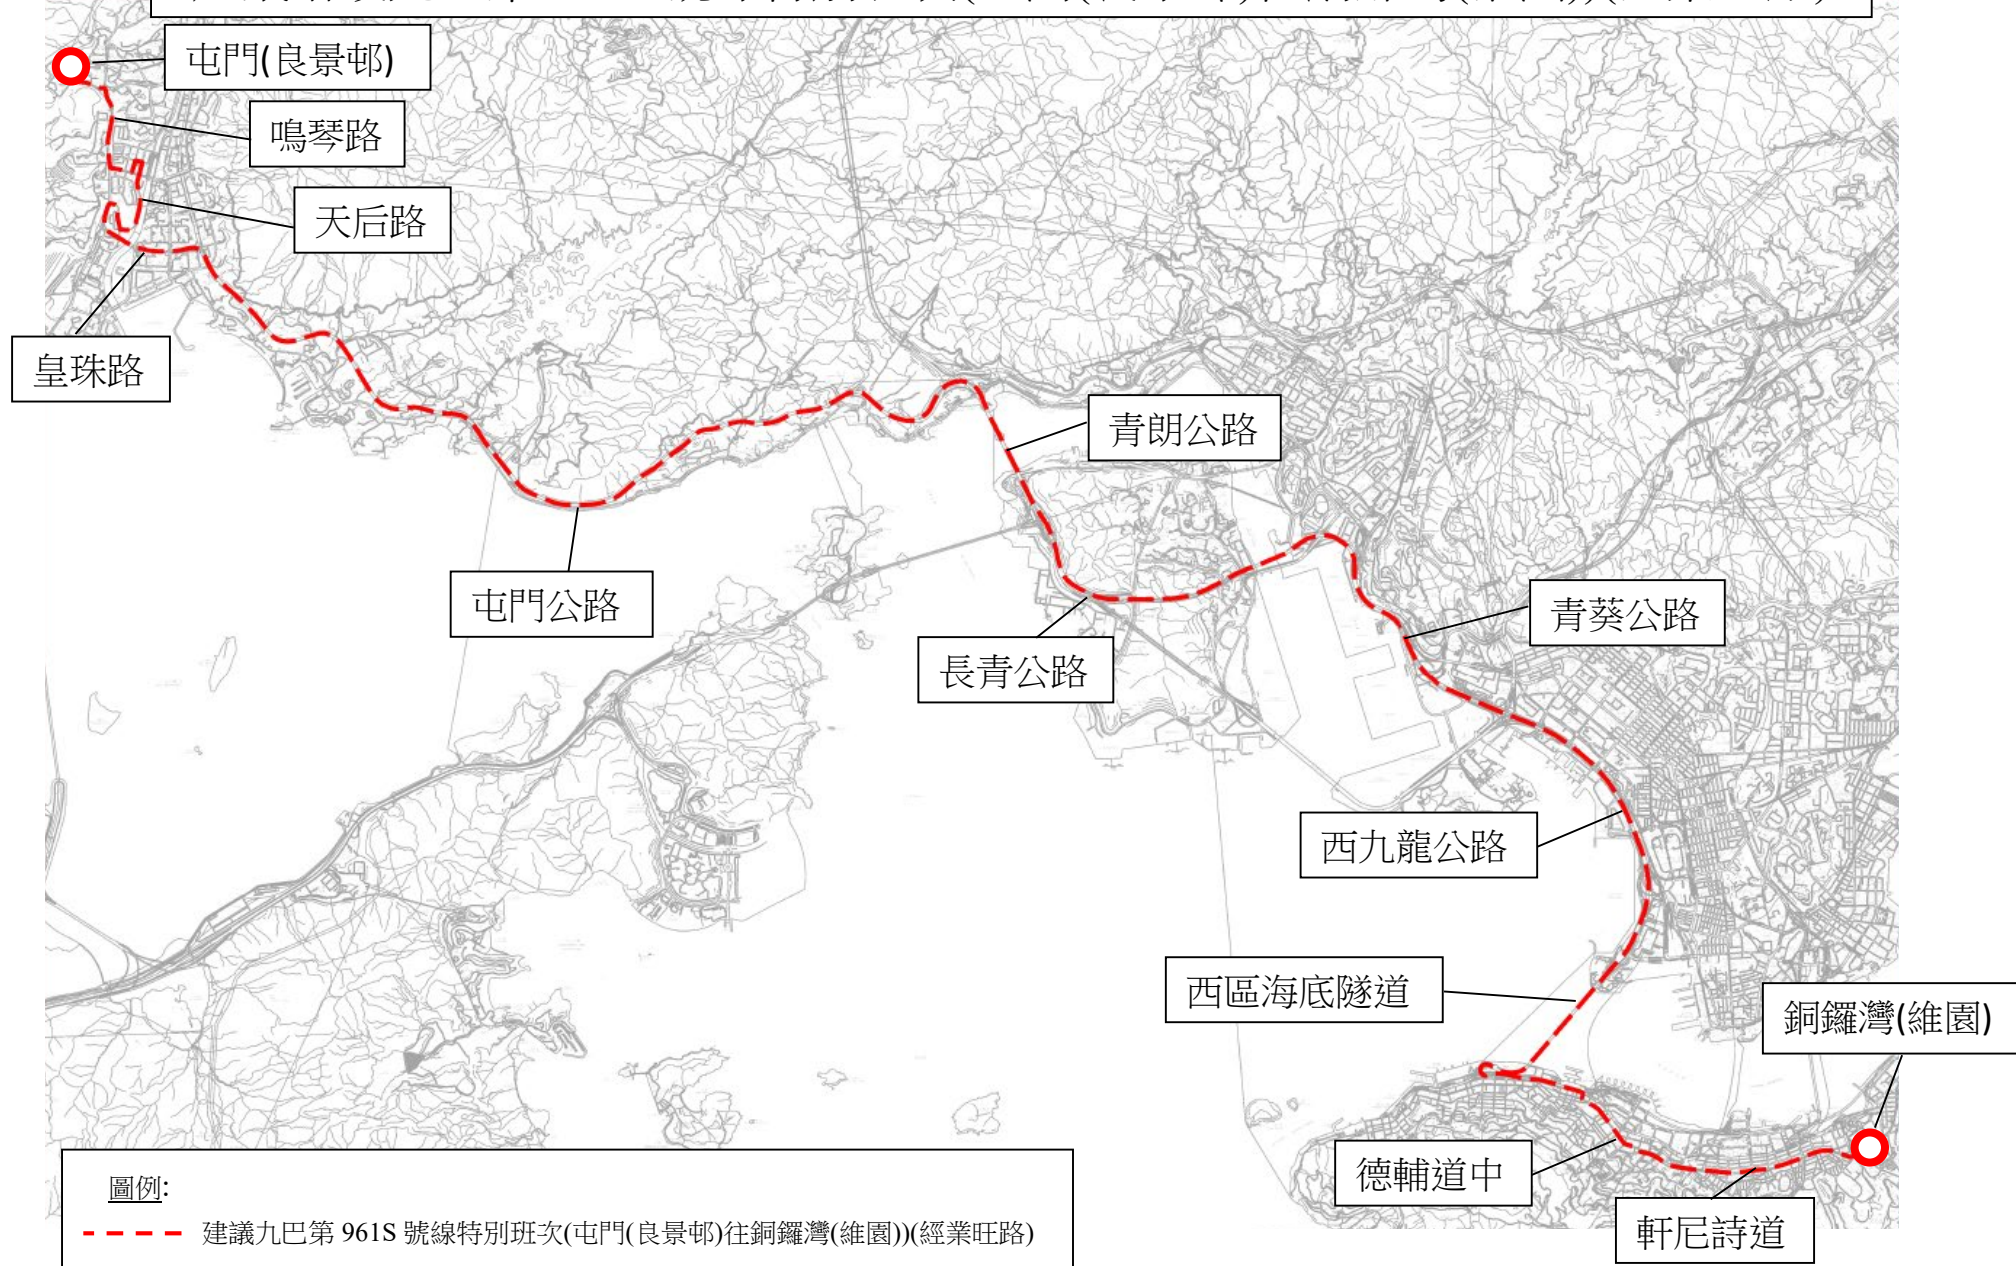 屯門(良景邨)
鳴琴路
天后路
皇珠路
青朗公路
屯門公路
青葵公路
長青公路
西九龍公路
西區海底隧道
銅鑼灣(維園)
德輔道中
軒尼詩道
圖例:
建議九巴第 961S 號線特別班次(屯門(良景邨)往銅鑼灣(維園))(經業旺路)